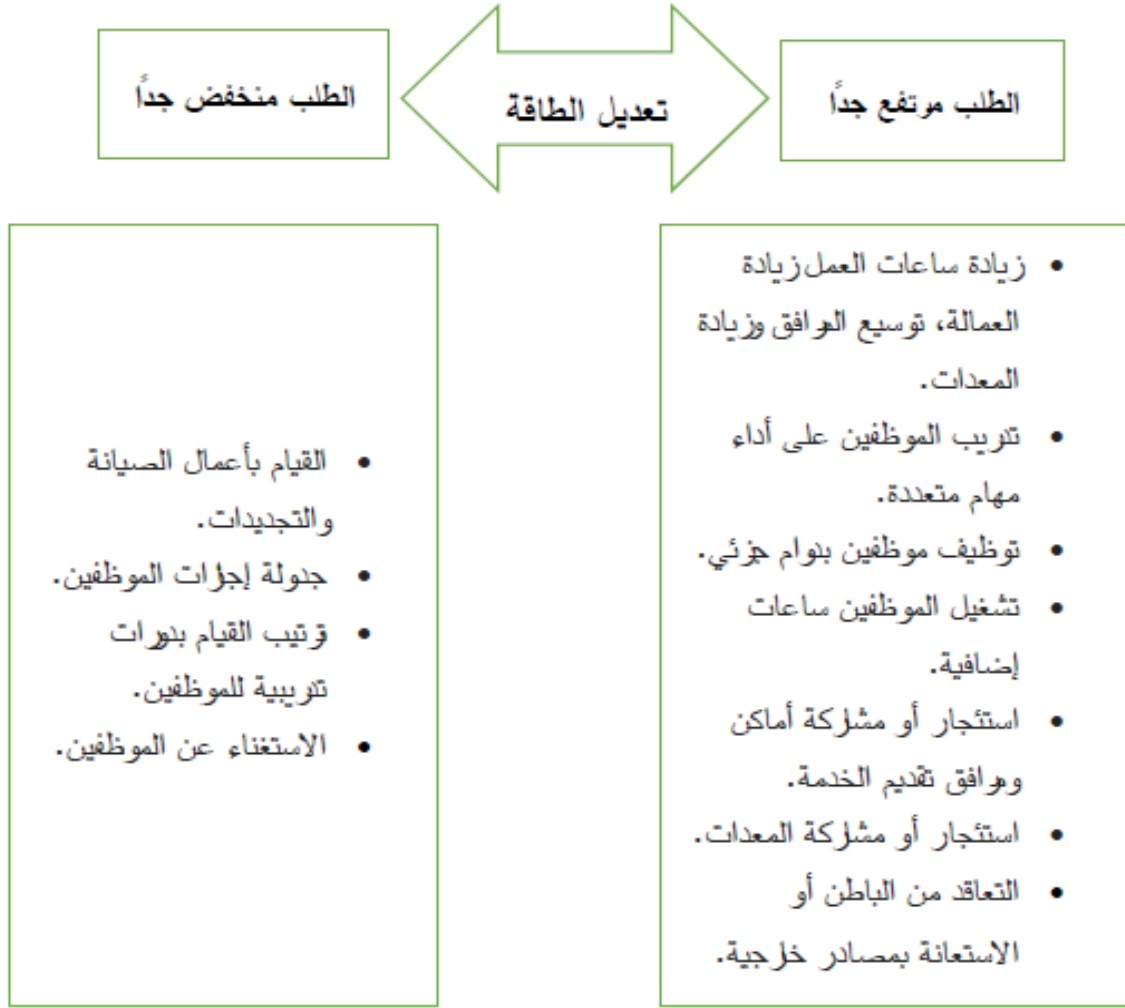 الطلب مرتفع جداً
تعديل الطاقة
الطلب منخفض جداً
• زيادة ساعات العمل زيادة
العمالة، توسيع المرافق وزيادة
المعدات.
• تدريب الموظفين على أداء
مهام متعددة.
• توظيف موظفين بدوام جزئي.
• تشغيل الموظفين ساعات
إضافية.
• استئجار أو مشاركة أماكن
ومرافق تقديم الخدمة.
• استئجار أو مشاركة المعدات.
• التعاقد من الباطن أو
الاستعانة بمصادر خارجية.
• القيام بأعمال الصيانة
والتجديدات.
• جدولة إجازات الموظفين.
• ترتيب القيام بدورات
تدريبية للموظفين.
• الاستغناء عن الموظفين.